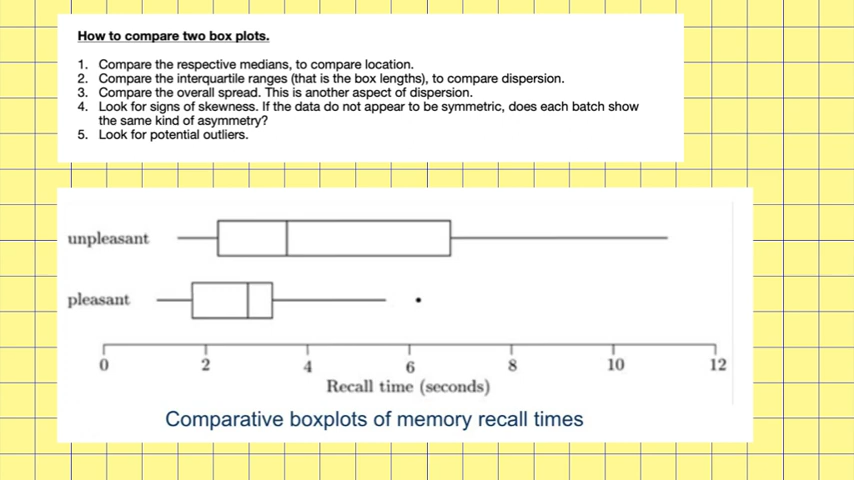 How to compare two box plots.
1. Compare the respective medians, to compare location.
2. Compare the interquartile ranges (that is the box lengths), to compare dispersion.
3. Compare the overall spread. This is another aspect of dispersion.
4. Look for signs of skewness. If the data do not appear to be symmetric, does each batch show
the same kind of asymmetry?
5. Look for potential outliers.
unpleasant
pleasant
0 2 4 6 8 10 12
Recall time (seconds)
Comparative boxplots of memory recall times